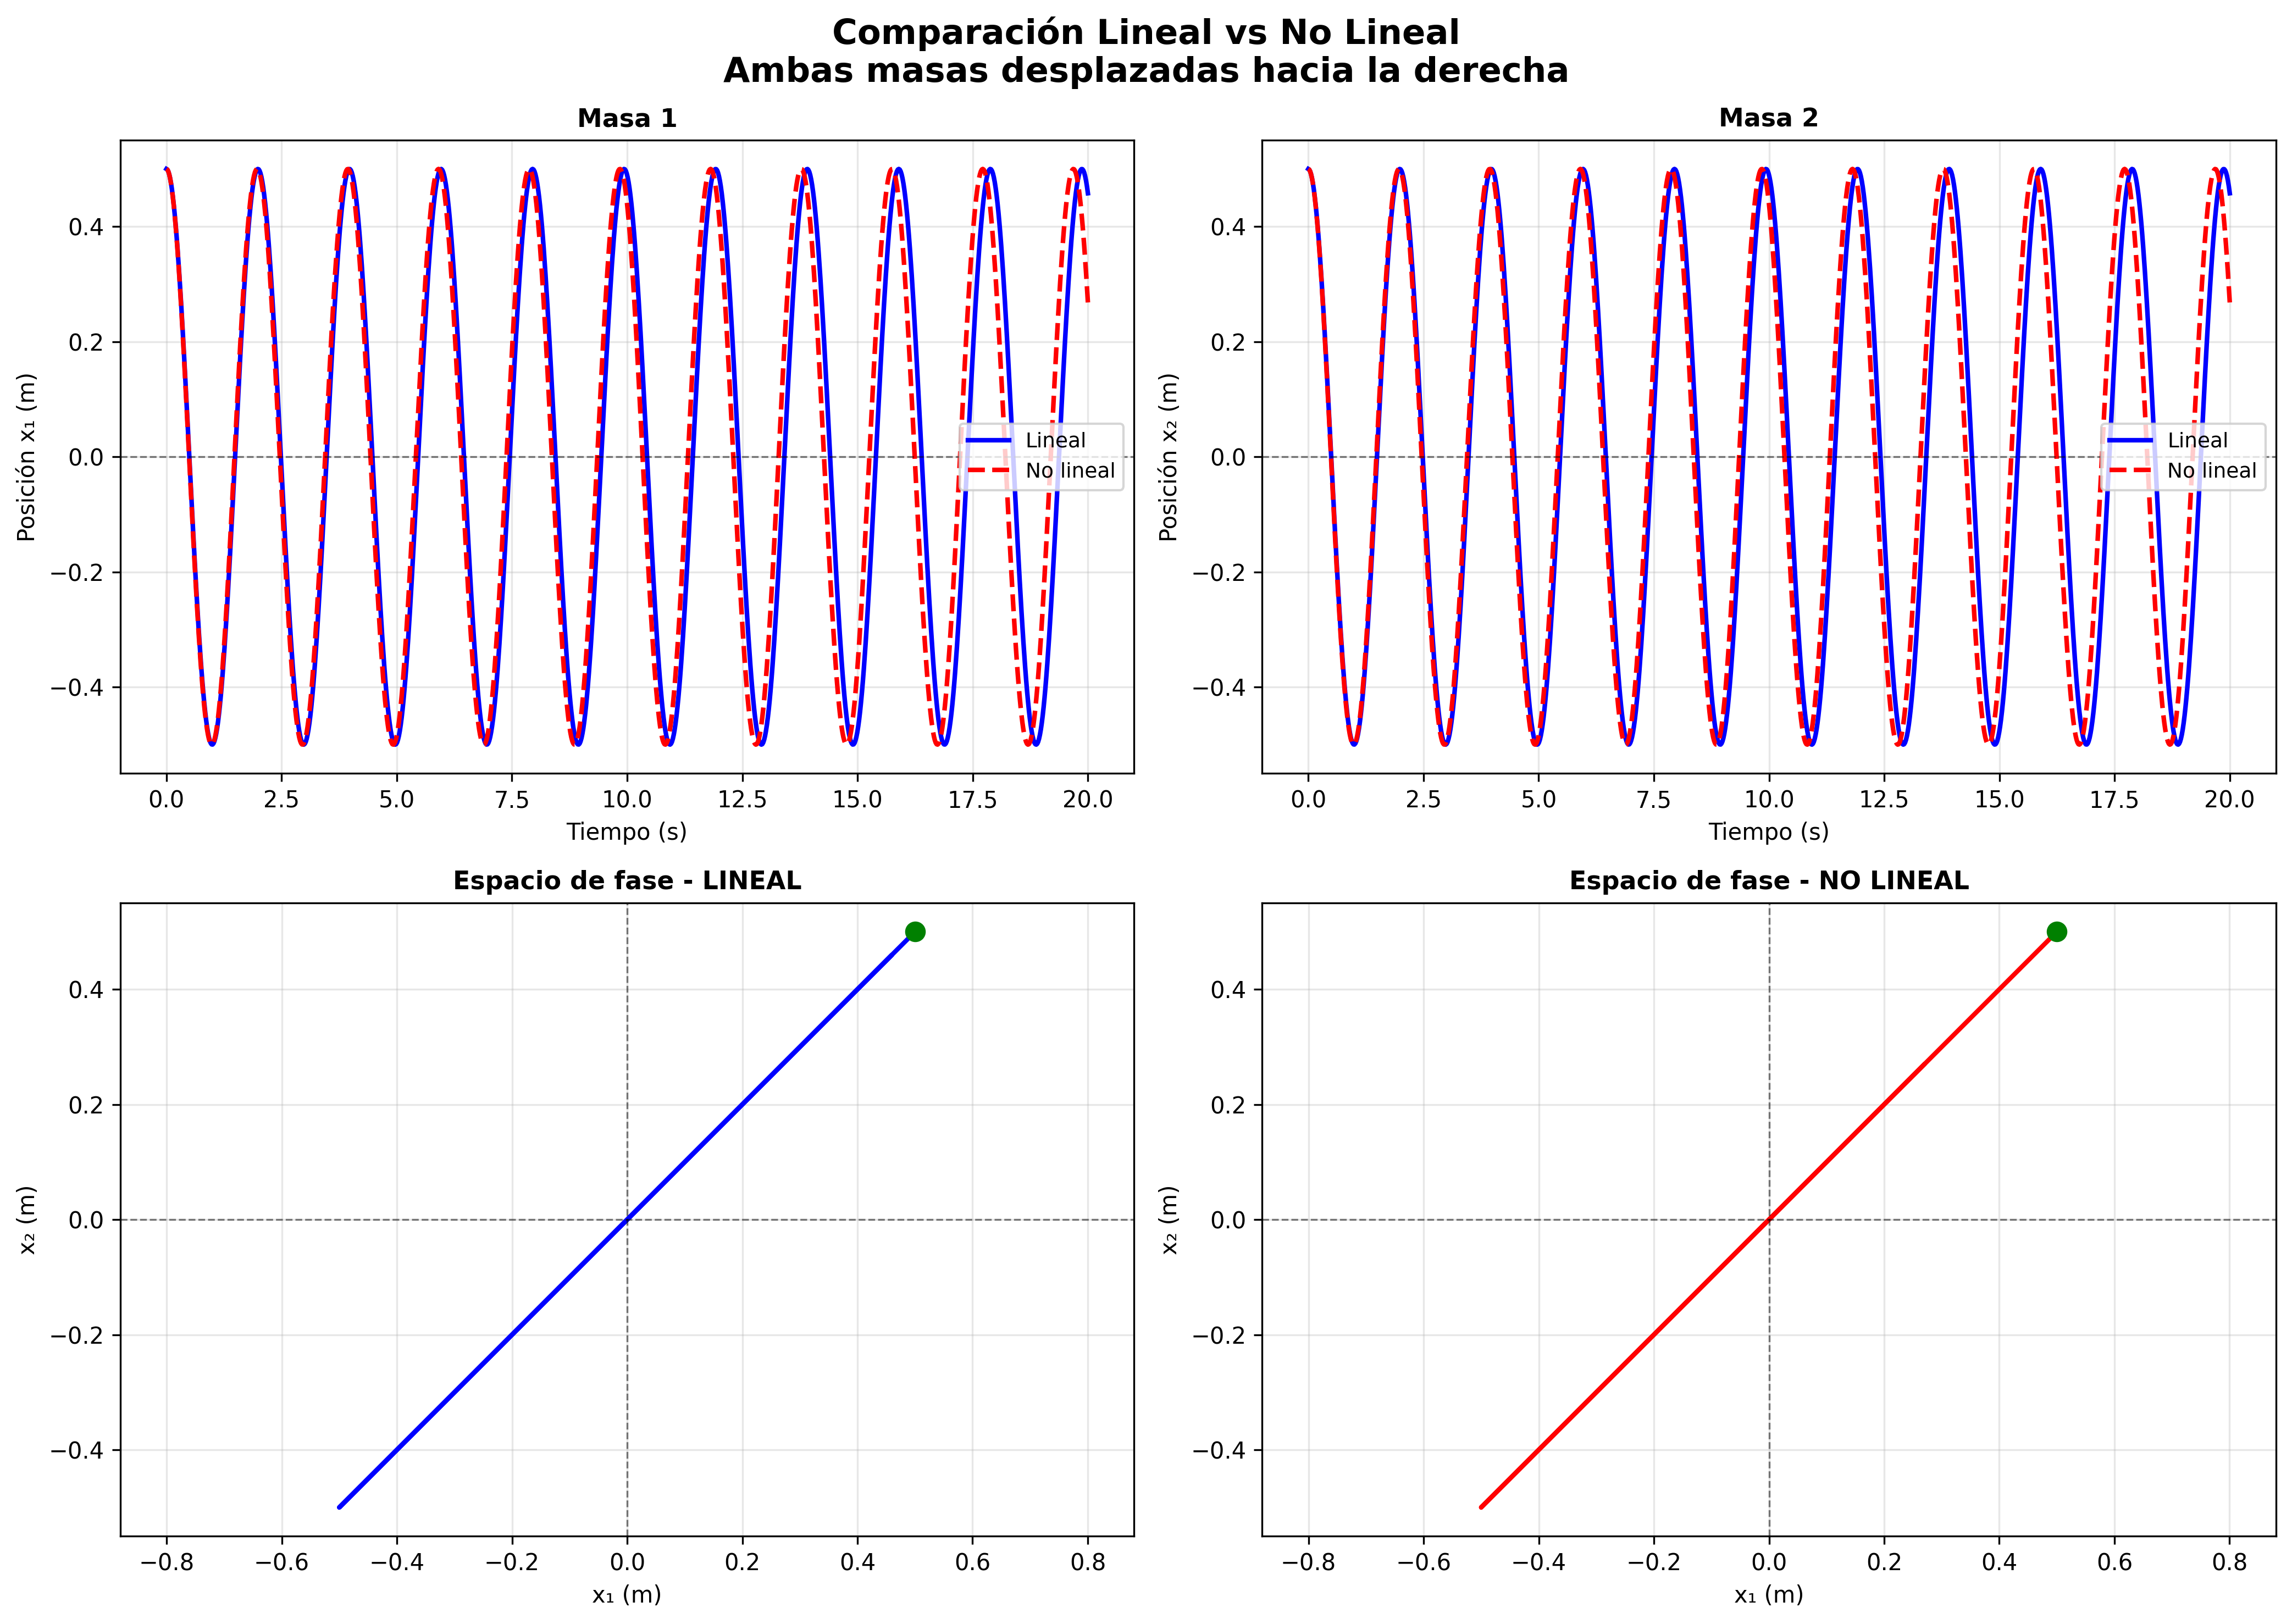 Comparación Lineal vs No Lineal
Ambas masas desplazadas hacia la derecha
Masa 1
Posición x₁ (m)
0.4
0.2
0.0
−0.2
−0.4
Lineal
No lineal
0.0 2.5 5.0 7.5 10.0 12.5 15.0 17.5 20.0
Tiempo (s)
Masa 2
Posición x₂ (m)
0.4
0.2
0.0
−0.2
−0.4
Lineal
No lineal
0.0 2.5 5.0 7.5 10.0 12.5 15.0 17.5 20.0
Tiempo (s)
Espacio de fase - LINEAL
x₂ (m)
0.4
0.2
0.0
−0.2
−0.4
−0.8 −0.6 −0.4 −0.2 0.0 0.2 0.4 0.6 0.8
x₁ (m)
Espacio de fase - NO LINEAL
x₂ (m)
0.4
0.2
0.0
−0.2
−0.4
−0.8 −0.6 −0.4 −0.2 0.0 0.2 0.4 0.6 0.8
x₁ (m)